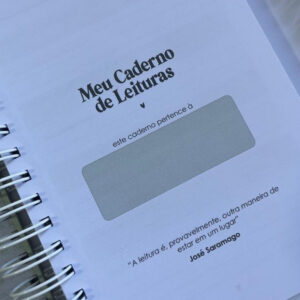 Meu Caderno
de Leituras
este caderno pertence à
"A leitura é, provavelmente, outra maneira de
estar em um lugar"
José Saramago